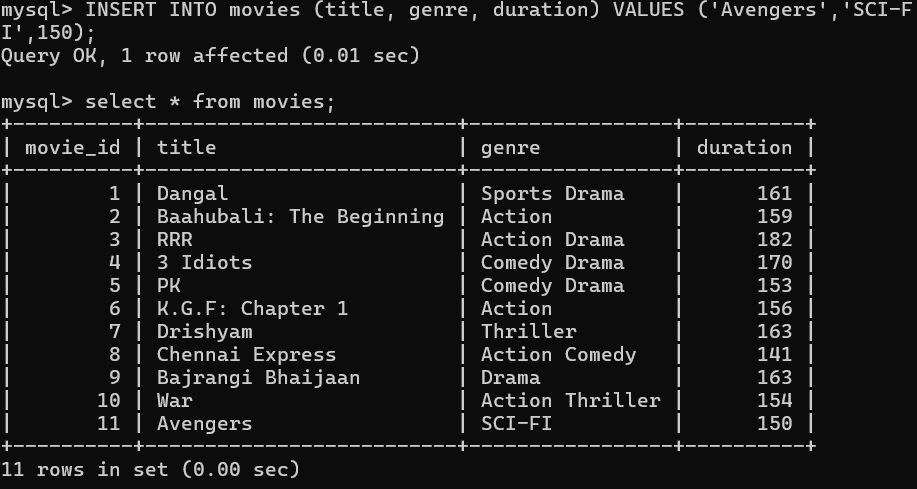 mysql> INSERT INTO movies (title, genre, duration) VALUES ('Avengers','SCI-F
I',150);
Query OK, 1 row affected (0.01 sec)

mysql> select * from movies;
+----------+--------------------------+-----------------+----------+
| movie_id | title                    | genre           | duration |
+----------+--------------------------+-----------------+----------+
|        1 | Dangal                   | Sports Drama    |      161 |
|        2 | Baahubali: The Beginning | Action          |      159 |
|        3 | RRR                      | Action Drama    |      182 |
|        4 | 3 Idiots                 | Comedy Drama    |      170 |
|        5 | PK                       | Comedy Drama    |      153 |
|        6 | K.G.F: Chapter 1         | Action          |      156 |
|        7 | Drishyam                 | Thriller        |      163 |
|        8 | Chennai Express          | Action Comedy   |      141 |
|        9 | Bajrangi Bhaijaan        | Drama           |      163 |
|       10 | War                      | Action Thriller |      154 |
|       11 | Avengers                 | SCI-FI          |      150 |
+----------+--------------------------+-----------------+----------+
11 rows in set (0.00 sec)